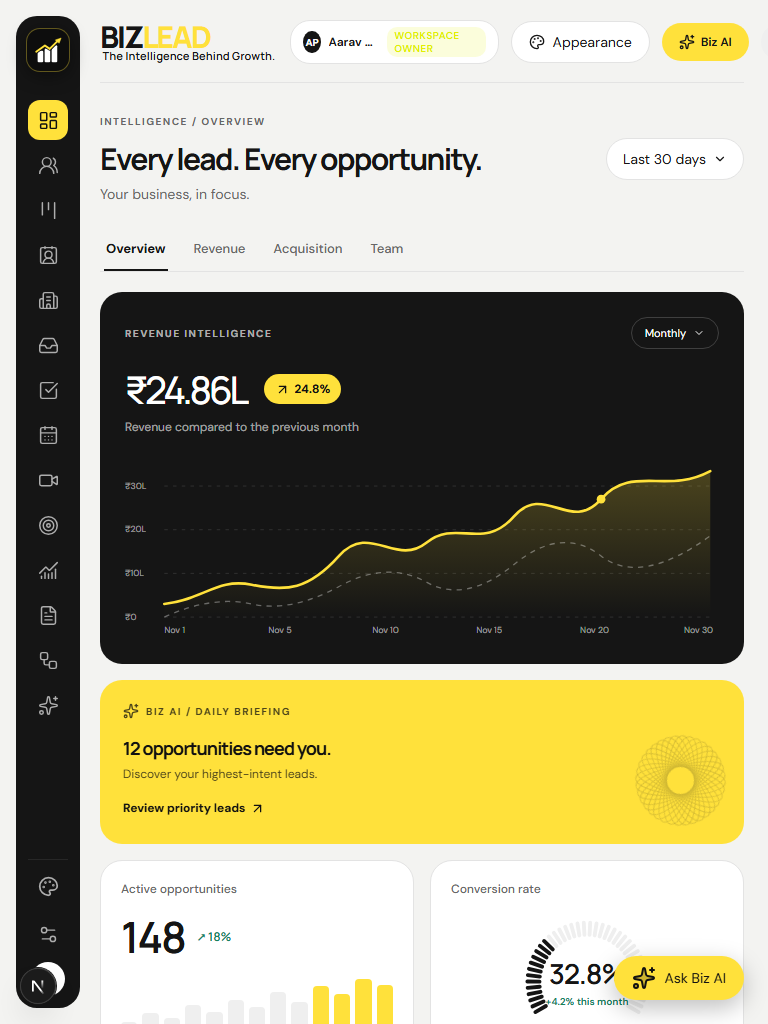 BIZLEAD
The Intelligence Behind Growth.
AP
Aarav ...
WORKSPACE
OWNER
Appearance
Biz AI
INTELLIGENCE / OVERVIEW
Every lead. Every opportunity.
Last 30 days
Your business, in focus.
Overview
Revenue
Acquisition
Team
REVENUE INTELLIGENCE
Monthly
₹24.86L
24.8%
Revenue compared to the previous month
₹30L
₹20L
₹10L
₹0
Nov 1
Nov 5
Nov 10
Nov 15
Nov 20
Nov 30
BIZ AI / DAILY BRIEFING
12 opportunities need you.
Discover your highest-intent leads.
Review priority leads
Active opportunities
148
↗ 18%
Conversion rate
32.8%
+4.2% this month
Ask Biz AI
N